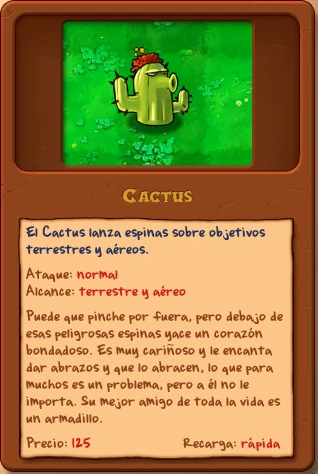 Cactus
El Cactus lanza espinas sobre objetivos
terrestres y aéreos.
Ataque: normal
Alcance: terrestre y aéreo
Puede que pinche por fuera, pero debajo de
esas peligrosas espinas yace un corazón
bondadoso. Es muy cariñoso y le encanta
dar abrazos y que lo abracen, lo que para
muchos es un problema, pero a él no le
importa. Su mejor amigo de toda la vida es
un armadillo.
Precio: 125 Recarga: rápida